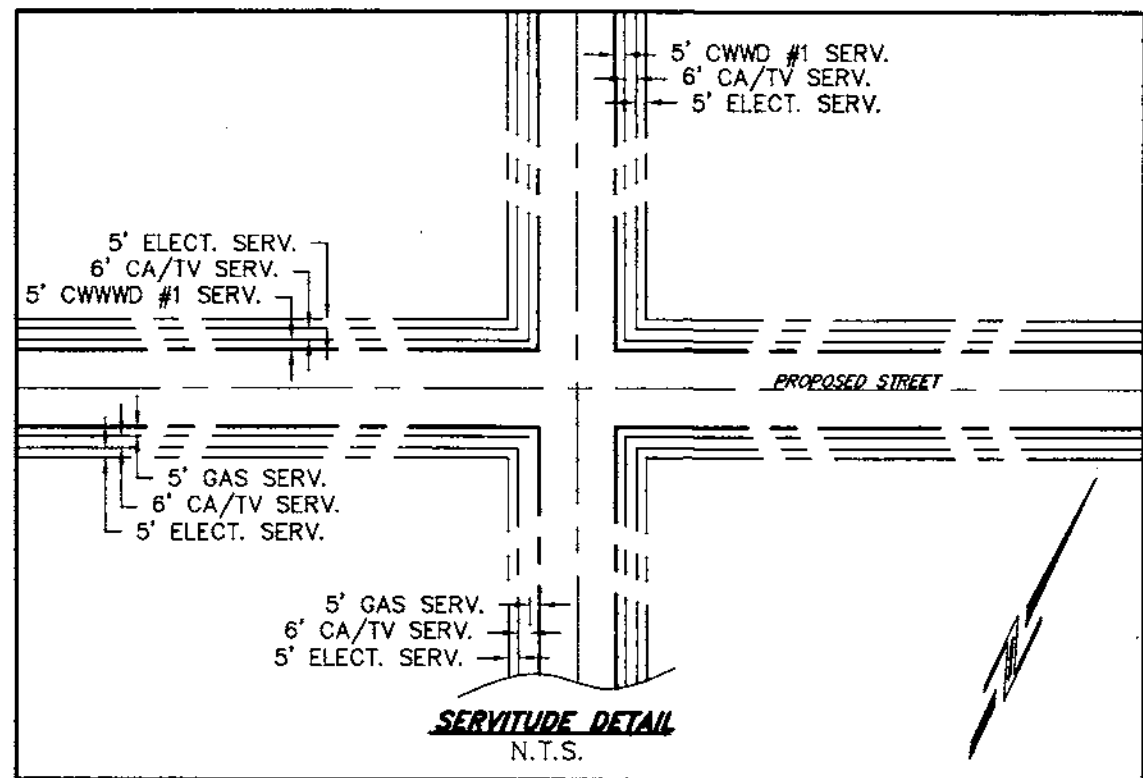 5' CWWD #1 SERV.
6' CA/TV SERV.
5' ELECT. SERV.
5' ELECT. SERV.
6' CA/TV SERV.
5' CWWWD #1 SERV.
PROPOSED STREET
5' GAS SERV.
6' CA/TV SERV.
5' ELECT. SERV.
5' GAS SERV.
6' CA/TV SERV.
5' ELECT. SERV.
SERVITUDE DETAIL
N.T.S.